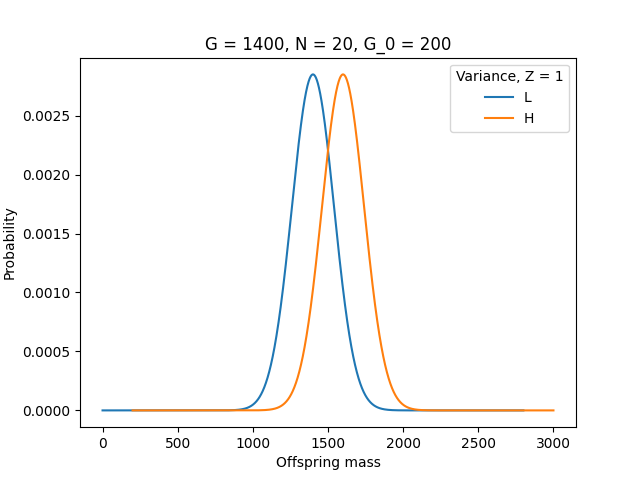 G = 1400, N = 20, G_0 = 200
Variance, Z = 1
L
H
Probability
0.0025
0.0020
0.0015
0.0010
0.0005
0.0000
0 500 1000 1500 2000 2500 3000
Offspring mass